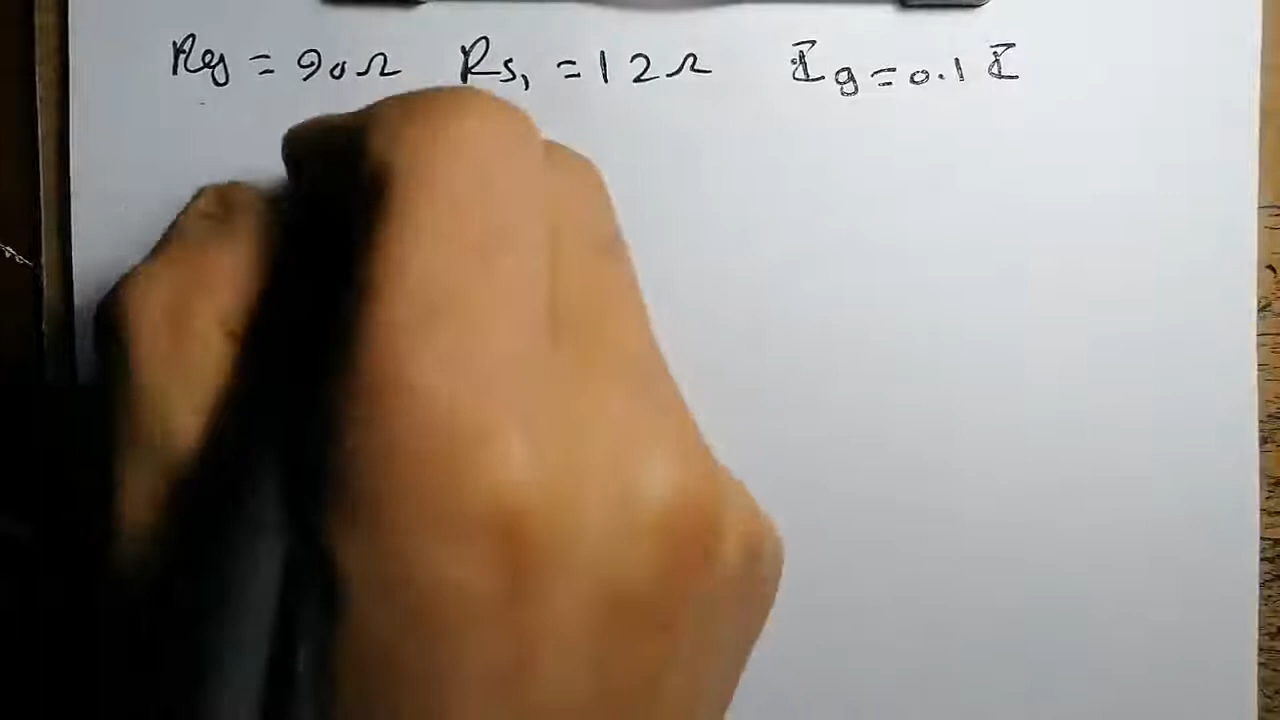 Rg = 90Ω Rs₁ = 12Ω Ig = 0.1 I